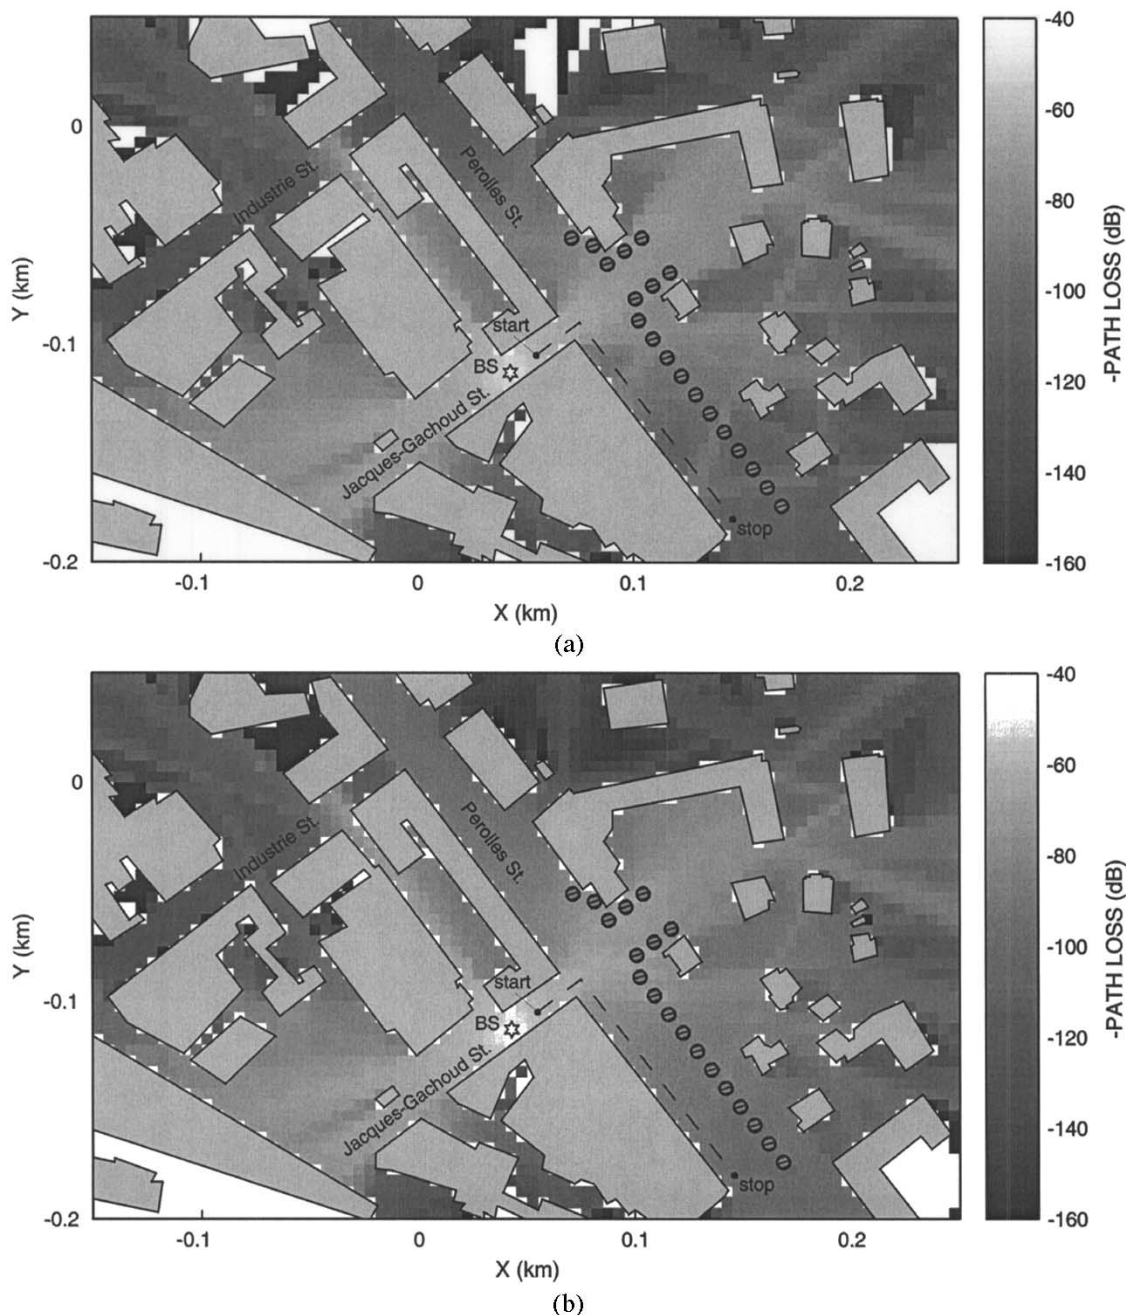 (a)
-40
-60
-80
-100
-120
-140
-160
-PATH LOSS (dB)
0
-0.1
-0.2
Y (km)
Industrie St.
Perolles St.
start
BS
Jacques-Gachoud St.
stop
-0.1
0
0.1
0.2
X (km)
(a)
-40
-60
-80
-100
-120
-140
-160
-PATH LOSS (dB)
0
-0.1
-0.2
Y (km)
Industrie St.
Perolles St.
start
BS
Jacques-Gachoud St.
stop
-0.1
0
0.1
0.2
X (km)
(b)